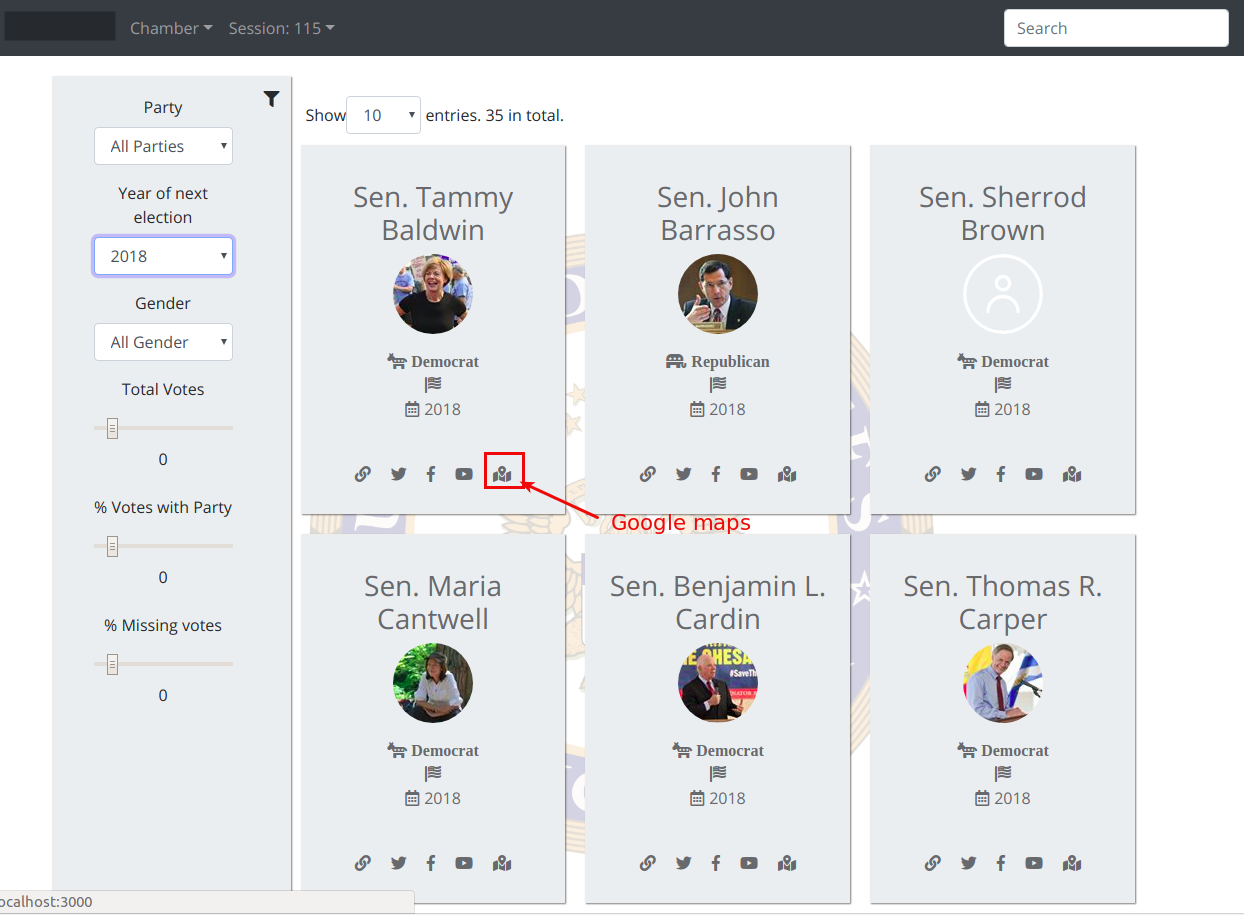 Chamber Session: 115 Search
Party
All Parties
Year of next
election
2018
Gender
All Gender
Total Votes
0
% Votes with Party
0
% Missing votes
0
Show 10 entries. 35 in total.
Sen. Tammy
Baldwin
Democrat
2018
Sen. John
Barrasso
Republican
2018
Sen. Sherrod
Brown
Democrat
2018
Google maps
Sen. Maria
Cantwell
Democrat
2018
Sen. Benjamin L.
Cardin
Democrat
2018
Sen. Thomas R.
Carper
Democrat
2018
ocalhost:3000